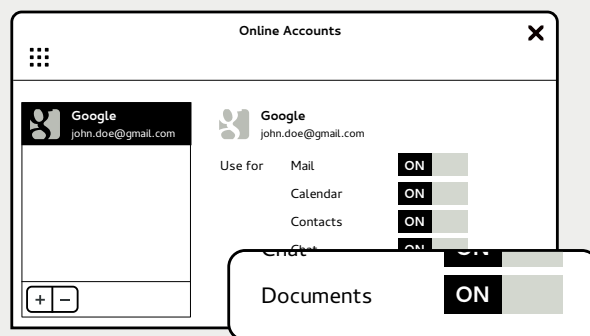 Online Accounts
Google
john.doe@gmail.com
Google
john.doe@gmail.com
Use for Mail ON
Calendar ON
Contacts ON
Chat ON
Documents ON